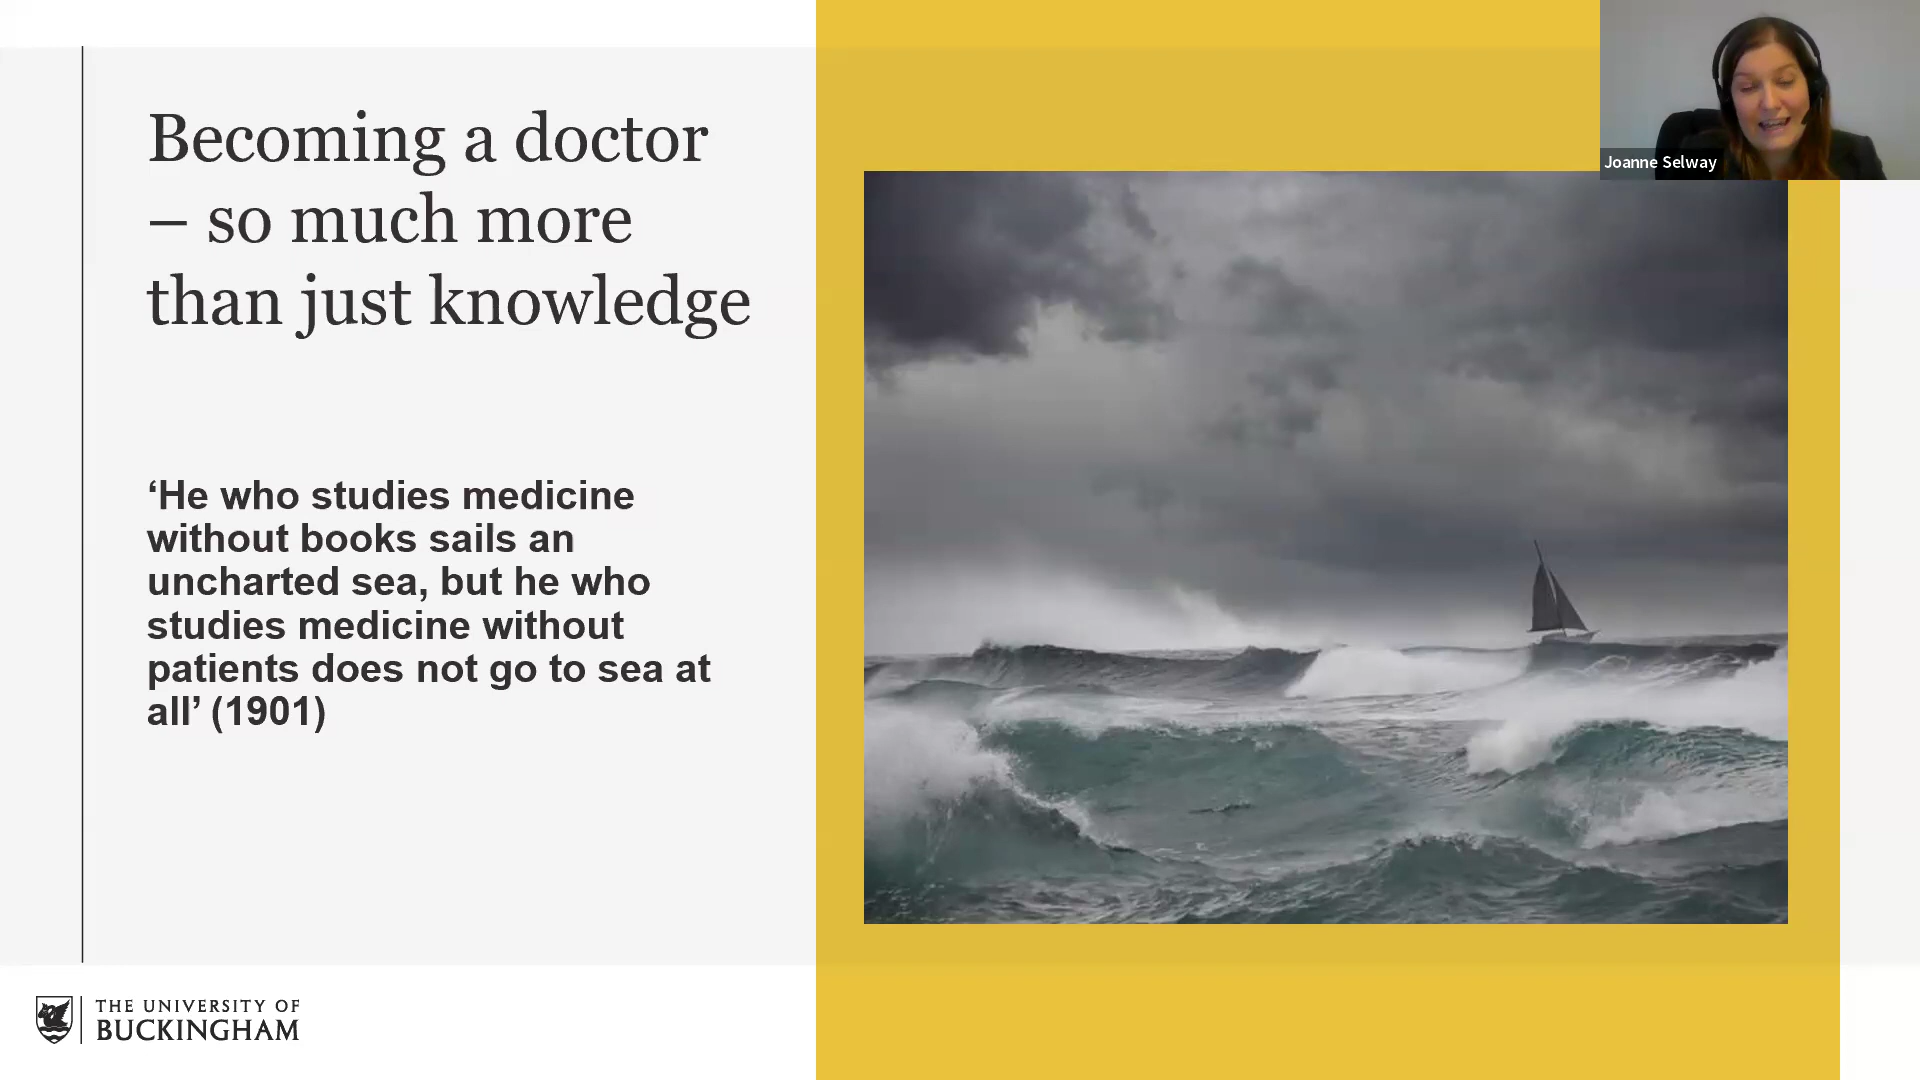 Becoming a doctor
– so much more
than just knowledge
‘He who studies medicine
without books sails an
uncharted sea, but he who
studies medicine without
patients does not go to sea at
all’ (1901)
Joanne Selway
THE UNIVERSITY OF
BUCKINGHAM